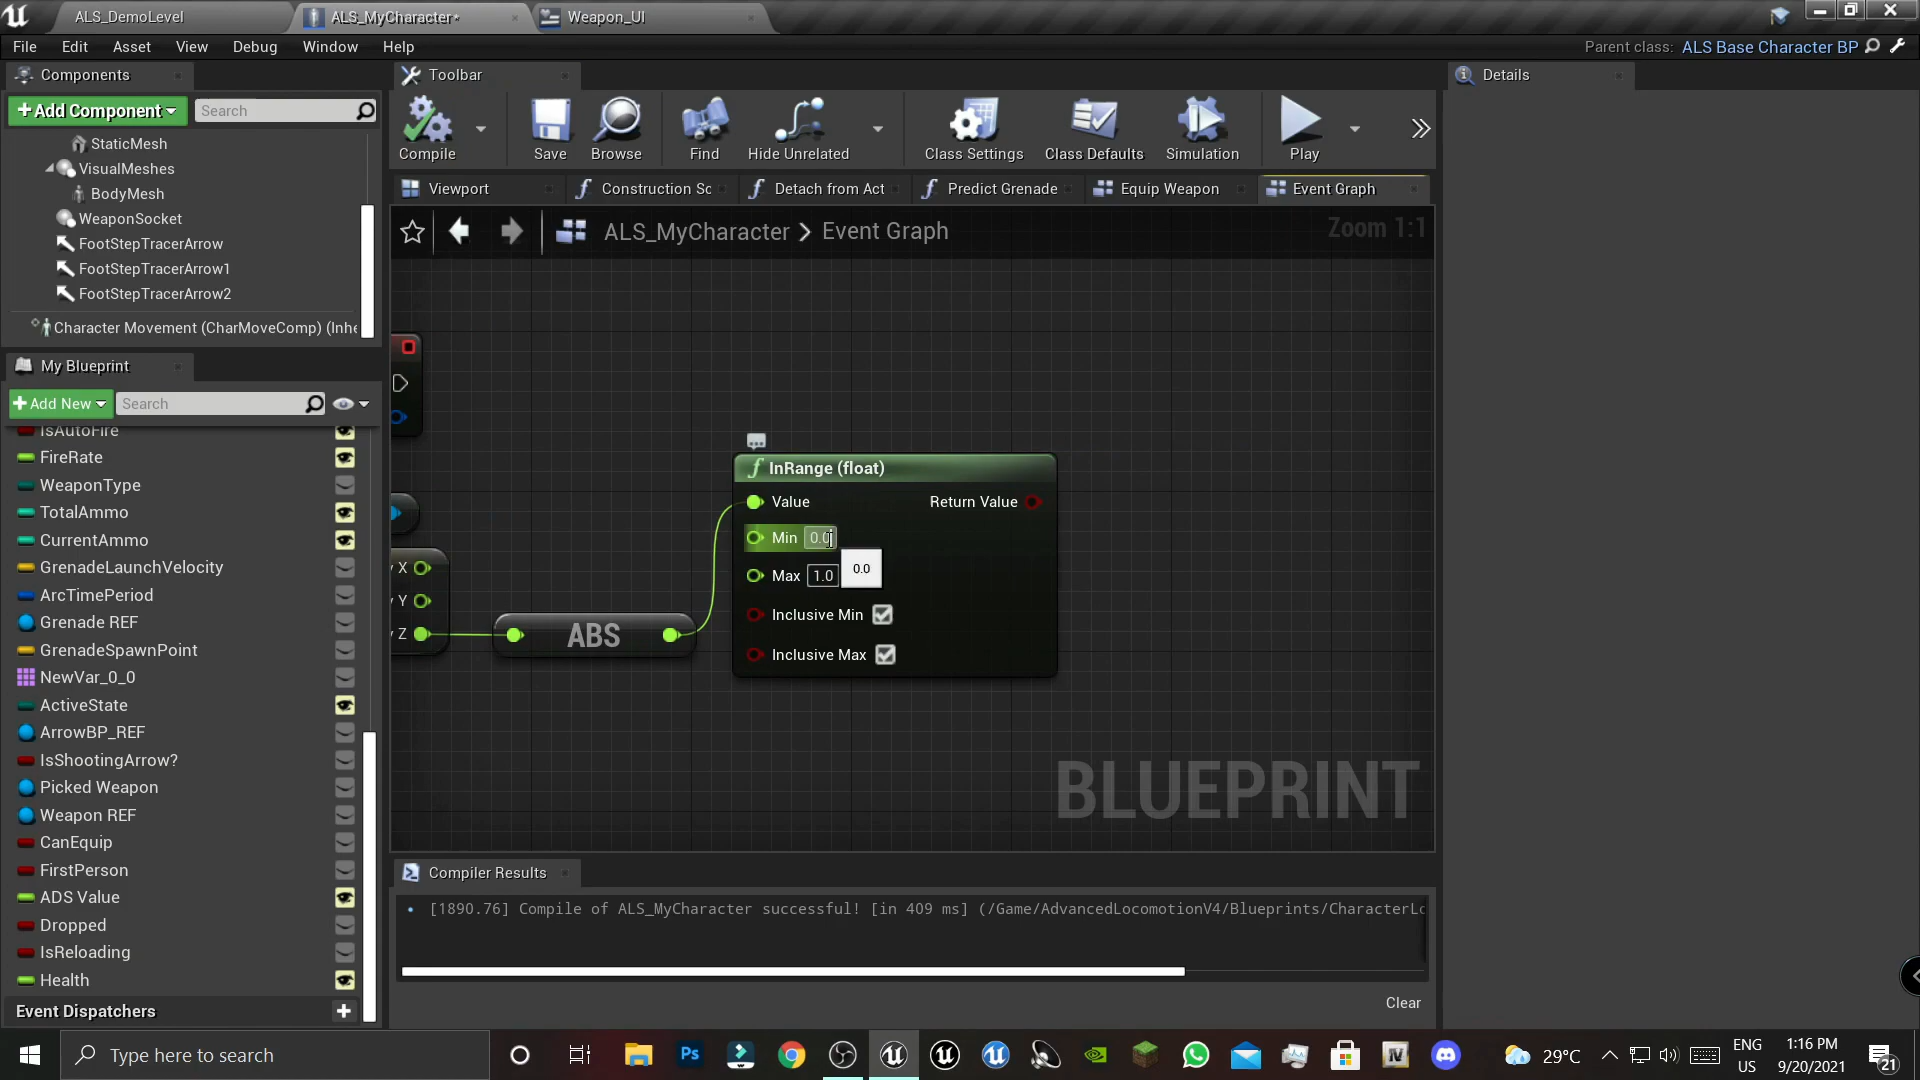 ALS_DemoLevel
ALS_MyCharacter*
Weapon_UI
File Edit Asset View Debug Window Help
Parent class: ALS Base Character BP
Components
Toolbar
Details
+Add Component
Search
StaticMesh
VisualMeshes
BodyMesh
WeaponSocket
FootStepTracerArrow
FootStepTracerArrow1
FootStepTracerArrow2
Character Movement (CharMoveComp) (Inhe
Compile
Save
Browse
Find
Hide Unrelated
Class Settings
Class Defaults
Simulation
Play
Viewport
Construction Sc
Detach from Act
Predict Grenade
Equip Weapon
Event Graph
ALS_MyCharacter > Event Graph
Zoom 1:1
My Blueprint
+Add New
Search
IsAutoFire
FireRate
WeaponType
TotalAmmo
CurrentAmmo
GrenadeLaunchVelocity
ArcTimePeriod
Grenade REF
GrenadeSpawnPoint
NewVar_0_0
ActiveState
ArrowBP_REF
IsShootingArrow?
Picked Weapon
Weapon REF
CanEquip
FirstPerson
ADS Value
Dropped
IsReloading
Health
Event Dispatchers
X
Y
Z
ABS
InRange (float)
Value
Return Value
Min 0.0
Max 1.0
0.0
Inclusive Min
Inclusive Max
BLUEPRINT
Compiler Results
[1890.76] Compile of ALS_MyCharacter successful! [in 409 ms] (/Game/AdvancedLocomotionV4/Blueprints/CharacterLo
Clear
Type here to search
Ps
IV
29°C
ENG
US
1:16 PM
9/20/2021
21